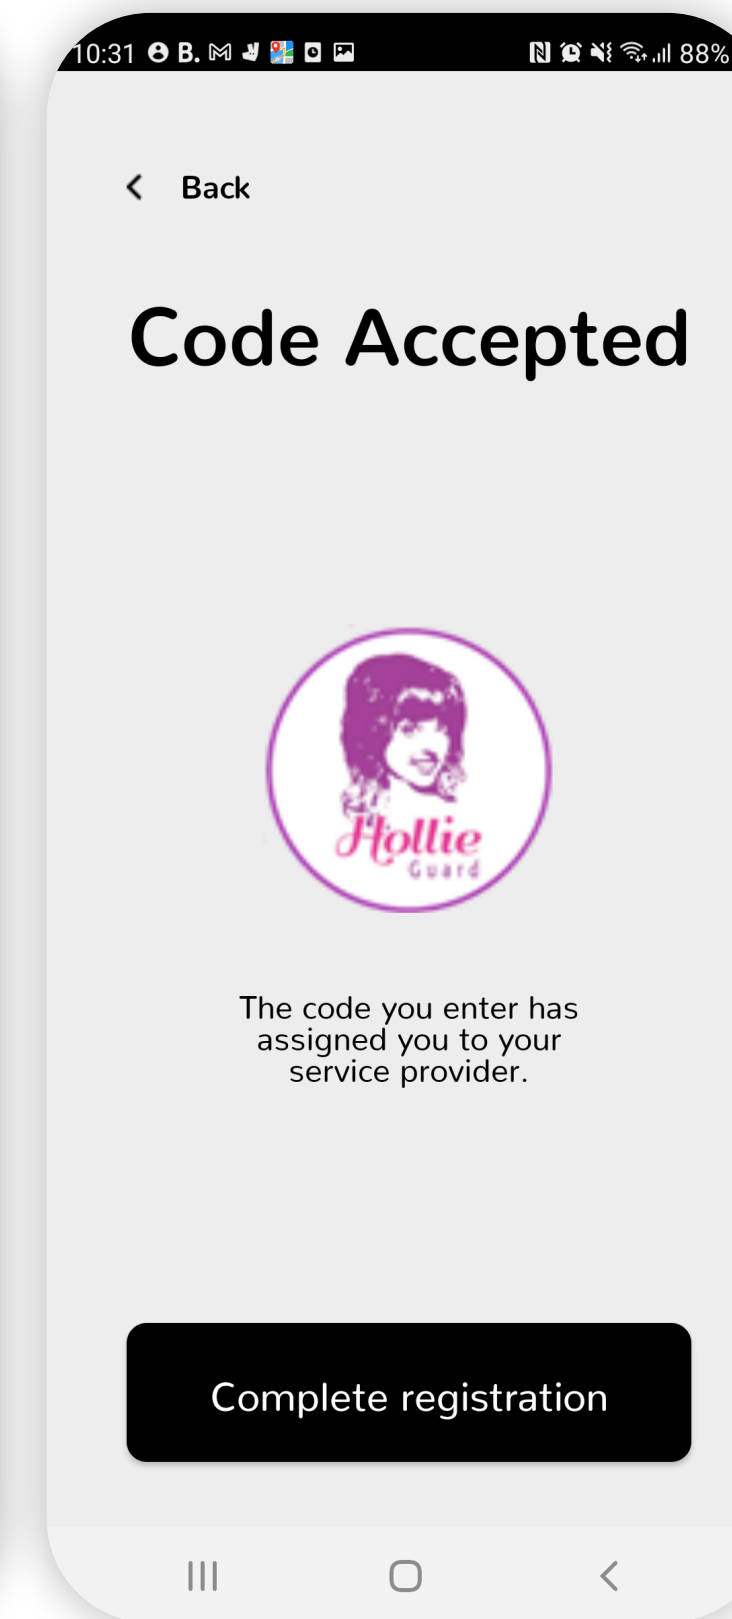 10:31 B. 88%
Back
Code Accepted
Hollie
Guard
The code you enter has
assigned you to your
service provider.
Complete registration